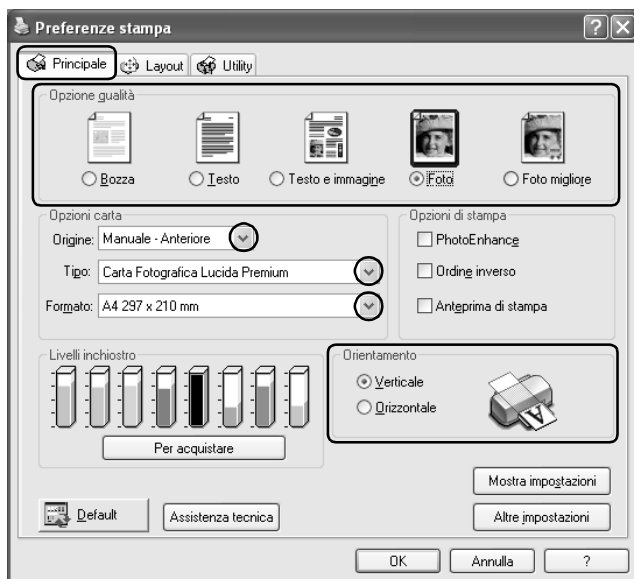 Preferenze stampa
Principale Layout Utility
Opzione qualità
Bozza Testo Testo e immagine Foto Foto migliore
Opzioni carta
Origine: Manuale - Anteriore
Tipo: Carta Fotografica Lucida Premium
Formato: A4 297 x 210 mm
Opzioni di stampa
PhotoEnhance
Ordine inverso
Anteprima di stampa
Livelli inchiostro
Per acquistare
Orientamento
Verticale
Orizzontale
A
Mostra impostazioni
Default Assistenza tecnica Altre impostazioni
OK Annulla ?